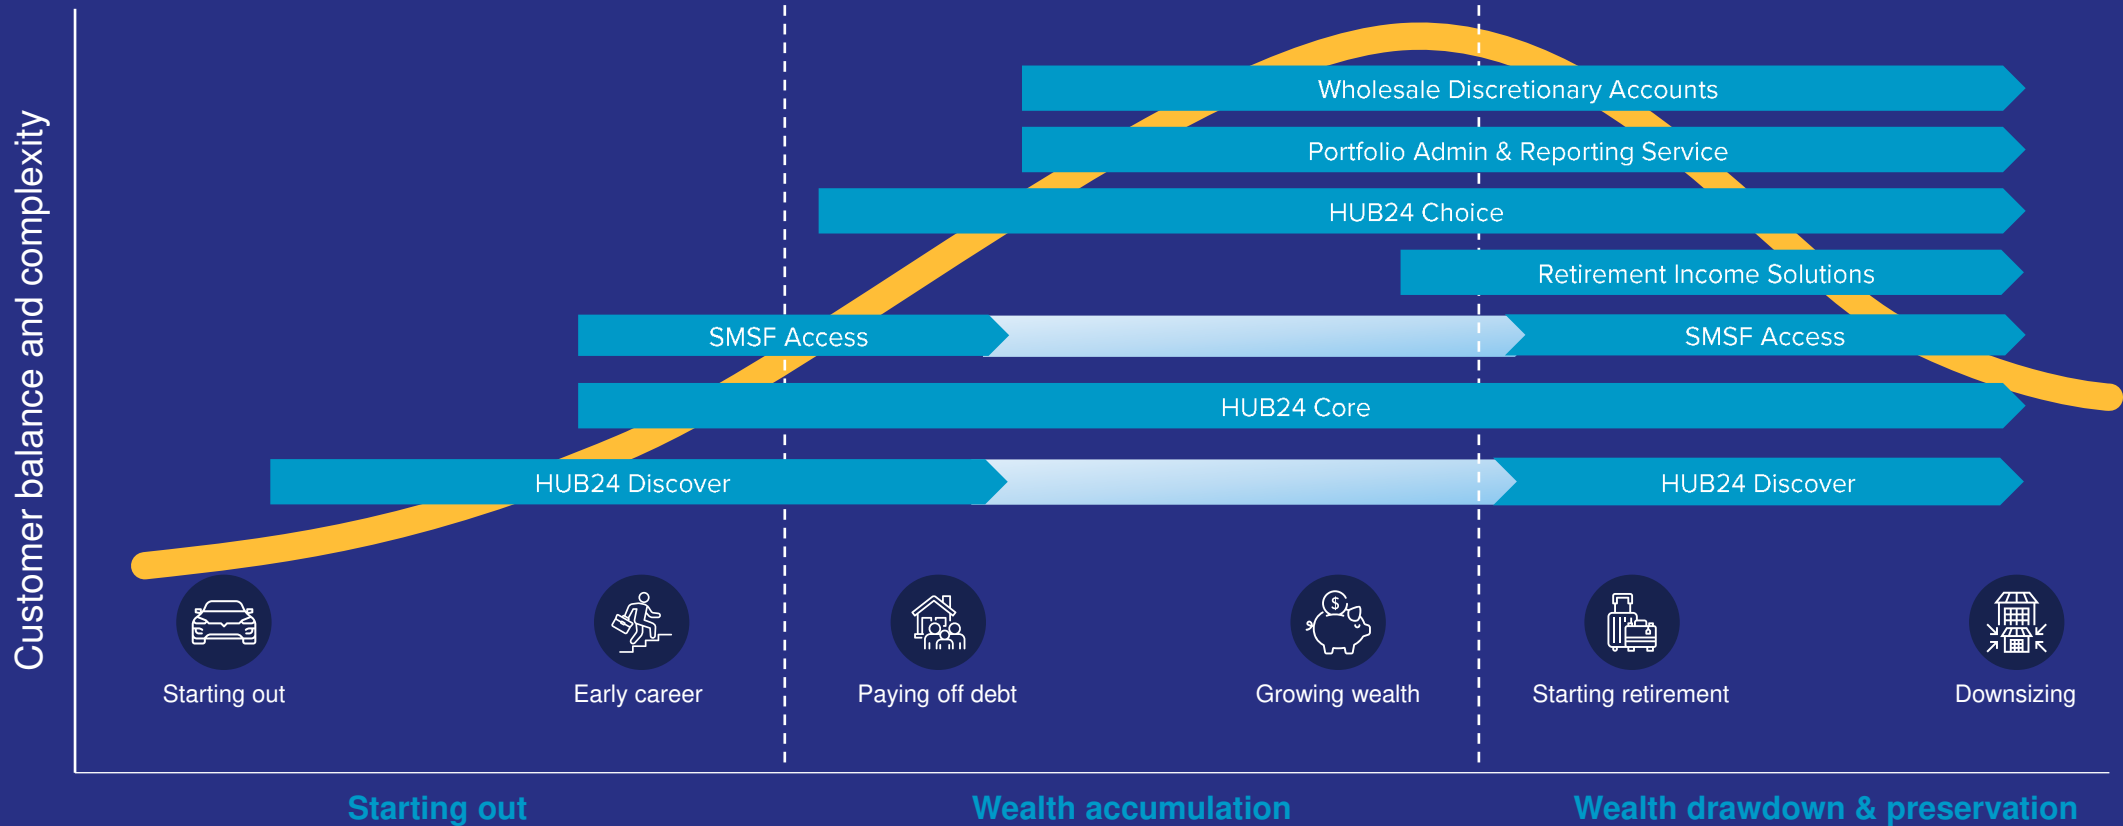 Customer balance and complexity
Wholesale Discretionary Accounts
Portfolio Admin & Reporting Service
HUB24 Choice
Retirement Income Solutions
SMSF Access
SMSF Access
HUB24 Core
HUB24 Discover
HUB24 Discover
$
Starting out
Early career
Paying off debt
Growing wealth
Starting retirement
Downsizing
Starting out
Wealth accumulation
Wealth drawdown & preservation